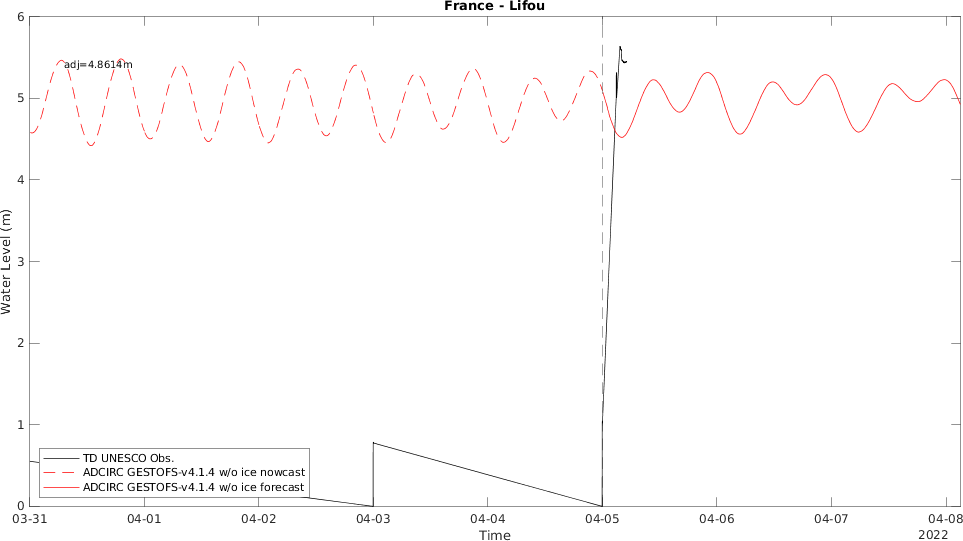 France - Lifou
6
adj=4.8614m
5
4
3
2
1
0
Water Level (m)
TD UNESCO Obs.
ADCIRC GESTOFS-v4.1.4 w/o ice nowcast
ADCIRC GESTOFS-v4.1.4 w/o ice forecast
03-31 04-01 04-02 04-03 04-04 04-05 04-06 04-07 04-08
Time
2022